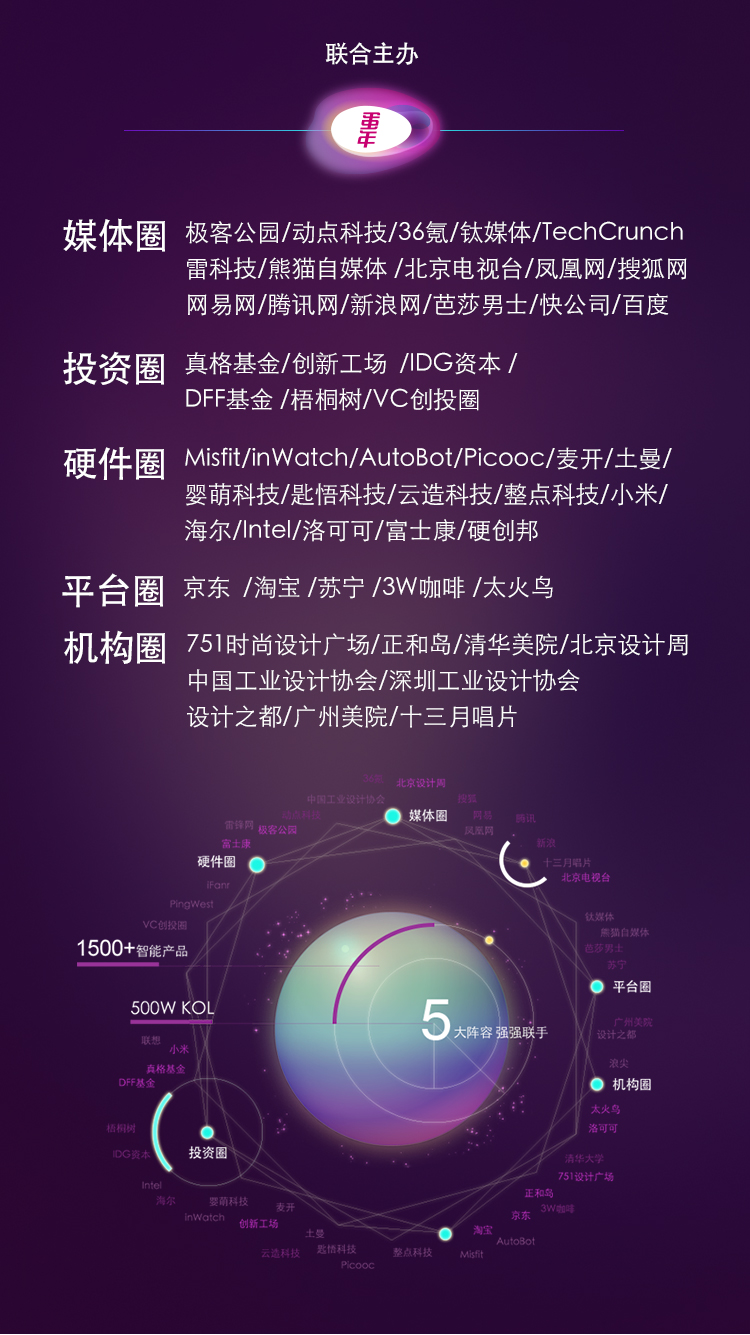 联合主办
媒体圈 极客公园/动点科技/36氪/钛媒体/TechCrunch
雷科技/熊猫自媒体 /北京电视台/凤凰网/搜狐网
网易网/腾讯网/新浪网/芭莎男士/快公司/百度
投资圈 真格基金/创新工场 /IDG资本 /
DFF基金 /梧桐树/VC创投圈
硬件圈 Misfit/inWatch/AutoBot/Picooc/麦开/土曼/
婴萌科技/匙悟科技/云造科技/整点科技/小米/
海尔/Intel/洛可可/富士康/硬创邦
平台圈 京东 /淘宝 /苏宁 /3W咖啡 /太火鸟
机构圈 751时尚设计广场/正和岛/清华美院/北京设计周
中国工业设计协会/深圳工业设计协会
设计之都/广州美院/十三月唱片
北京设计周
中国工业设计协会 搜狐
动点科技 媒体圈 网易 腾讯
雷锋网 极客公园 凤凰网
富士康 新浪
硬件圈 十三月唱片
iFanr 北京电视台
PingWest
VC创投圈 钛媒体
熊猫自媒体
1500+智能产品 芭莎男士
苏宁
平台圈
500W KOL
5大阵容 强强联手
广州美院
设计之都
联想
小米
浪尖
真格基金
DFF基金 机构圈
太火鸟
梧桐树 洛可可
IDG资本 投资圈
清华大学
751设计广场
Intel
正和岛
海尔 婴萌科技 麦开 3W咖啡
inWatch 创新工场 京东
土曼 淘宝
AutoBot
云造科技 匙悟科技 整点科技 Misfit
Picooc